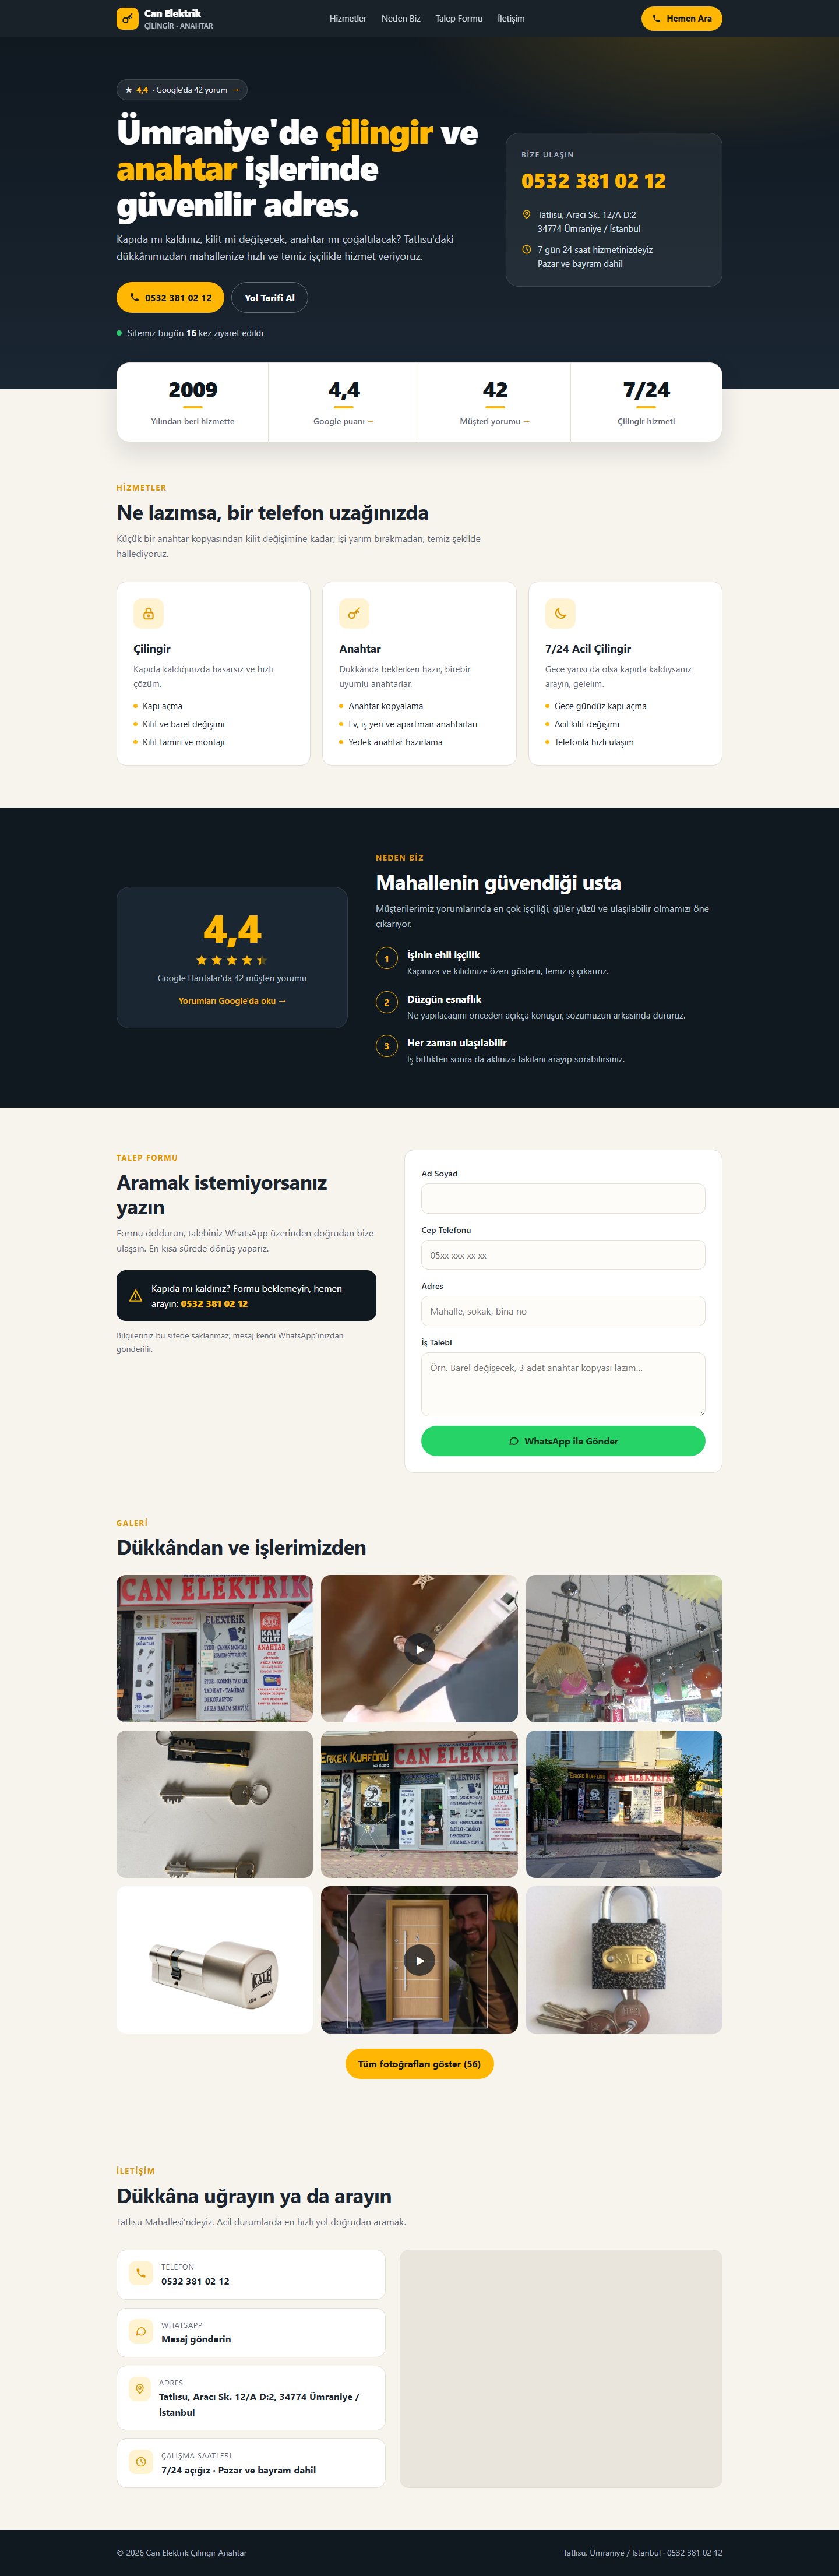 Can Elektrik
ÇİLİNGİR · ANAHTAR
Hizmetler
Neden Biz
Talep Formu
İletişim
Hemen Ara
★ 4,4 · Google'da 42 yorum →
Ümraniye'de çilingir ve
anahtar işlerinde
güvenilir adres.
Kapıda mı kaldınız, kilit mi değişecek, anahtar mı çoğaltılacak? Tatlısu'daki
dükkânımızdan mahallenize hızlı ve temiz işçilikle hizmet veriyoruz.
0532 381 02 12
Yol Tarifi Al
Sitemiz bugün 16 kez ziyaret edildi
BİZE ULAŞIN
0532 381 02 12
Tatlısu, Aracı Sk. 12/A D:2
34774 Ümraniye / İstanbul
7 gün 24 saat hizmetinizdeyiz
Pazar ve bayram dahil
2009
Yılından beri hizmette
4,4
Google puanı →
42
Müşteri yorumu →
7/24
Çilingir hizmeti
HİZMETLER
Ne lazımsa, bir telefon uzağınızda
Küçük bir anahtar kopyasından kilit değişimine kadar; işi yarım bırakmadan, temiz şekilde
hallediyoruz.
Çilingir
Kapıda kaldığınızda hasarsız ve hızlı
çözüm.
Kapı açma
Kilit ve barel değişimi
Kilit tamiri ve montajı
Anahtar
Dükkânda beklerken hazır, birebir
uyumlu anahtarlar.
Anahtar kopyalama
Ev, iş yeri ve apartman anahtarları
Yedek anahtar hazırlama
7/24 Acil Çilingir
Gece yarısı da olsa kapıda kaldıysanız
arayın, gelelim.
Gece gündüz kapı açma
Acil kilit değişimi
Telefonla hızlı ulaşım
4,4
★★★★★
Google Haritalar'da 42 müşteri yorumu
Yorumları Google'da oku →
NEDEN BİZ
Mahallenin güvendiği usta
Müşterilerimiz yorumlarında en çok işçiliği, güler yüzü ve ulaşılabilir olmamızı öne
çıkarıyor.
1
İşinin ehli işçilik
Kapınıza ve kilidinize özen gösterir, temiz iş çıkarırız.
2
Düzgün esnaflık
Ne yapılacağını önceden açıkça konuşur, sözümüzün arkasında dururuz.
3
Her zaman ulaşılabilir
İş bittikten sonra da aklınıza takılanı arayıp sorabilirsiniz.
TALEP FORMU
Aramak istemiyorsanız
yazın
Formu doldurun, talebiniz WhatsApp üzerinden doğrudan bize
ulaşsın. En kısa sürede dönüş yaparız.
Kapıda mı kaldınız? Formu beklemeyin, hemen
arayın: 0532 381 02 12
Bilgileriniz bu sitede saklanmaz; mesaj kendi WhatsApp'ınızdan
gönderilir.
Ad Soyad
Cep Telefonu
05xx xxx xx xx
Adres
Mahalle, sokak, bina no
İş Talebi
Örn. Barel değişecek, 3 adet anahtar kopyası lazım...
WhatsApp ile Gönder
GALERİ
Dükkândan ve işlerimizden
CAN ELEKTRİK
ELEKTRİK
KALE
KİLİT
ANAHTAR
ERKEK KUAFÖRÜ
CAN ELEKTR
KALE
KİLİT
ANAHTAR
ERKEK KUAFÖRÜ
CAN ELEKTRİK
KALE
KALE
Tüm fotoğrafları göster (56)
İLETİŞİM
Dükkâna uğrayın ya da arayın
Tatlısu Mahallesi'ndeyiz. Acil durumlarda en hızlı yol doğrudan aramak.
TELEFON
0532 381 02 12
WHATSAPP
Mesaj gönderin
ADRES
Tatlısu, Aracı Sk. 12/A D:2, 34774 Ümraniye /
İstanbul
ÇALIŞMA SAATLERİ
7/24 açığız · Pazar ve bayram dahil
© 2026 Can Elektrik Çilingir Anahtar
Tatlısu, Ümraniye / İstanbul · 0532 381 02 12